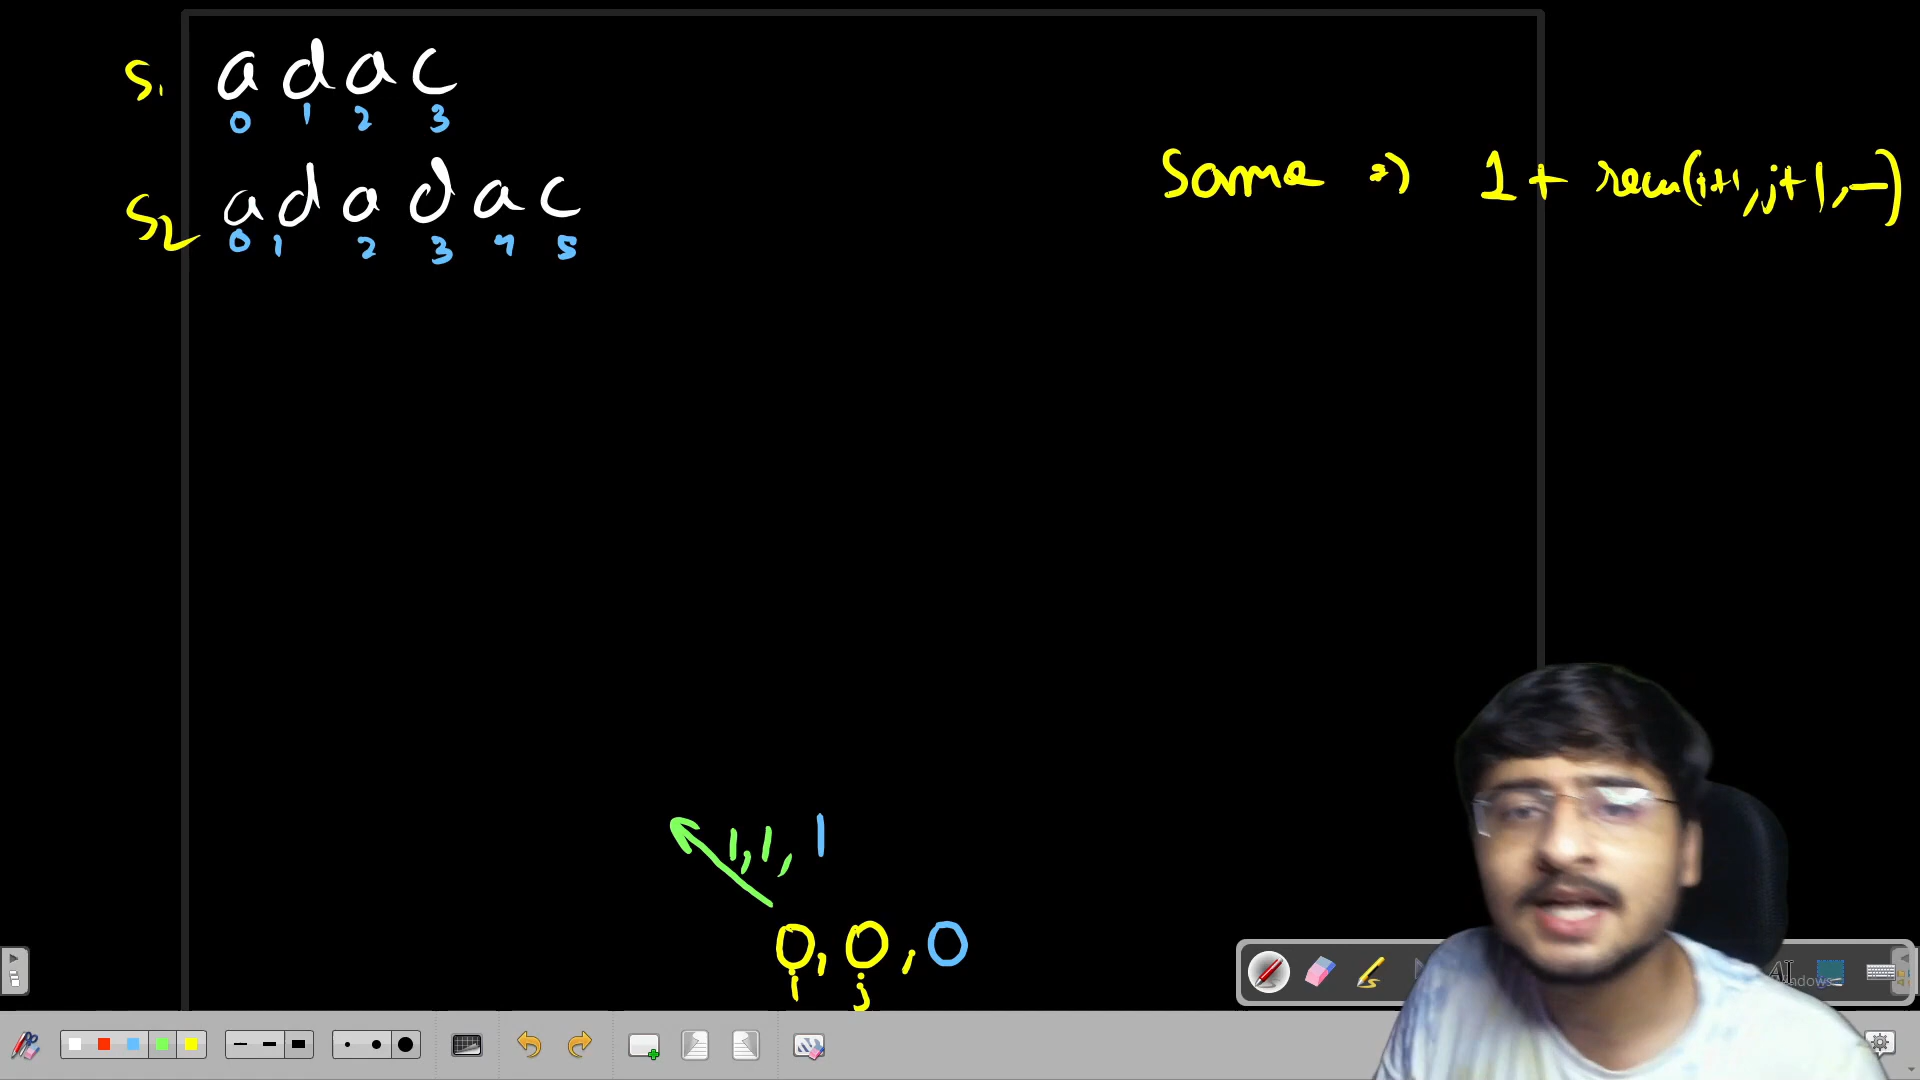 S1 a d a c
0 1 2 3
Same => 1 + recu(i+1, j+1, —)
S2 a d a d a c
0 1 2 3 4 5
1, 1, 1
0, 0, 0
i j